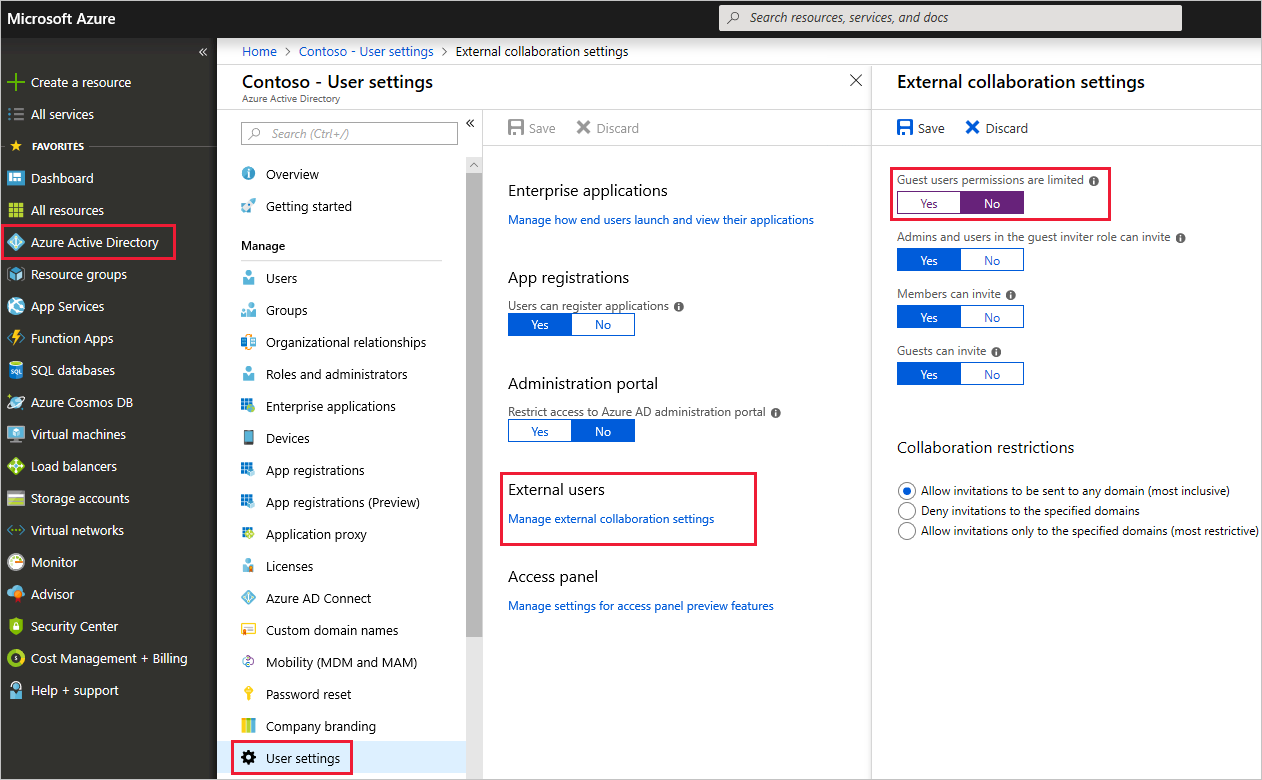 Microsoft Azure
Search resources, services, and docs
«
Create a resource
All services
FAVORITES
Dashboard
All resources
Azure Active Directory
Resource groups
App Services
Function Apps
SQL databases
Azure Cosmos DB
Virtual machines
Load balancers
Storage accounts
Virtual networks
Monitor
Advisor
Security Center
Cost Management + Billing
Help + support
Home > Contoso - User settings > External collaboration settings
Contoso - User settings
Azure Active Directory
Search (Ctrl+/)
«
Overview
Getting started
Manage
Users
Groups
Organizational relationships
Roles and administrators
Enterprise applications
Devices
App registrations
App registrations (Preview)
Application proxy
Licenses
Azure AD Connect
Custom domain names
Mobility (MDM and MAM)
Password reset
Company branding
User settings
Save Discard
Enterprise applications
Manage how end users launch and view their applications
App registrations
Users can register applications
Yes No
Administration portal
Restrict access to Azure AD administration portal
Yes No
External users
Manage external collaboration settings
Access panel
Manage settings for access panel preview features
External collaboration settings
Save Discard
Guest users permissions are limited
Yes No
Admins and users in the guest inviter role can invite
Yes No
Members can invite
Yes No
Guests can invite
Yes No
Collaboration restrictions
Allow invitations to be sent to any domain (most inclusive)
Deny invitations to the specified domains
Allow invitations only to the specified domains (most restrictive)